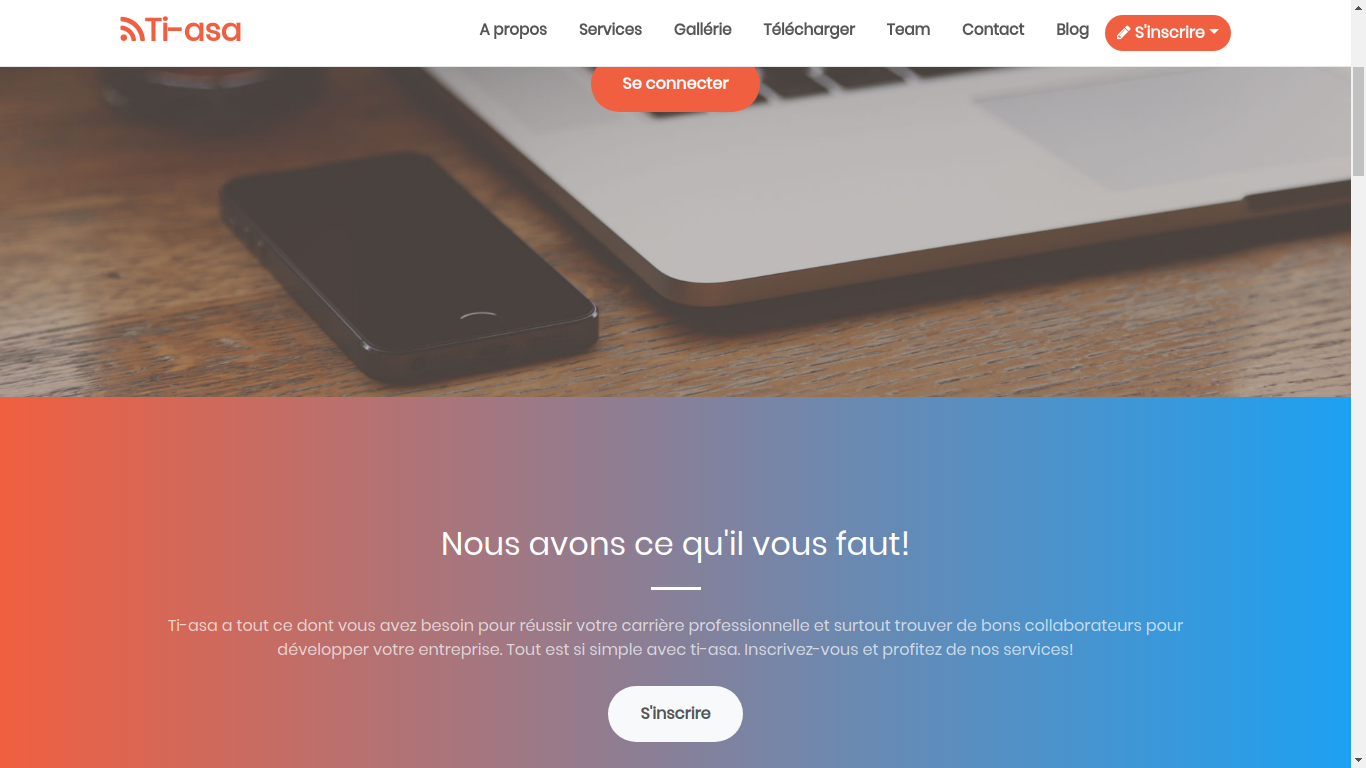 Ti-asa
A propos Services Gallérie Télécharger Team Contact Blog S'inscrire
Se connecter
Nous avons ce qu'il vous faut!
Ti-asa a tout ce dont vous avez besoin pour réussir votre carrière professionnelle et surtout trouver de bons collaborateurs pour
développer votre entreprise. Tout est si simple avec ti-asa. Inscrivez-vous et profitez de nos services!
S'inscrire